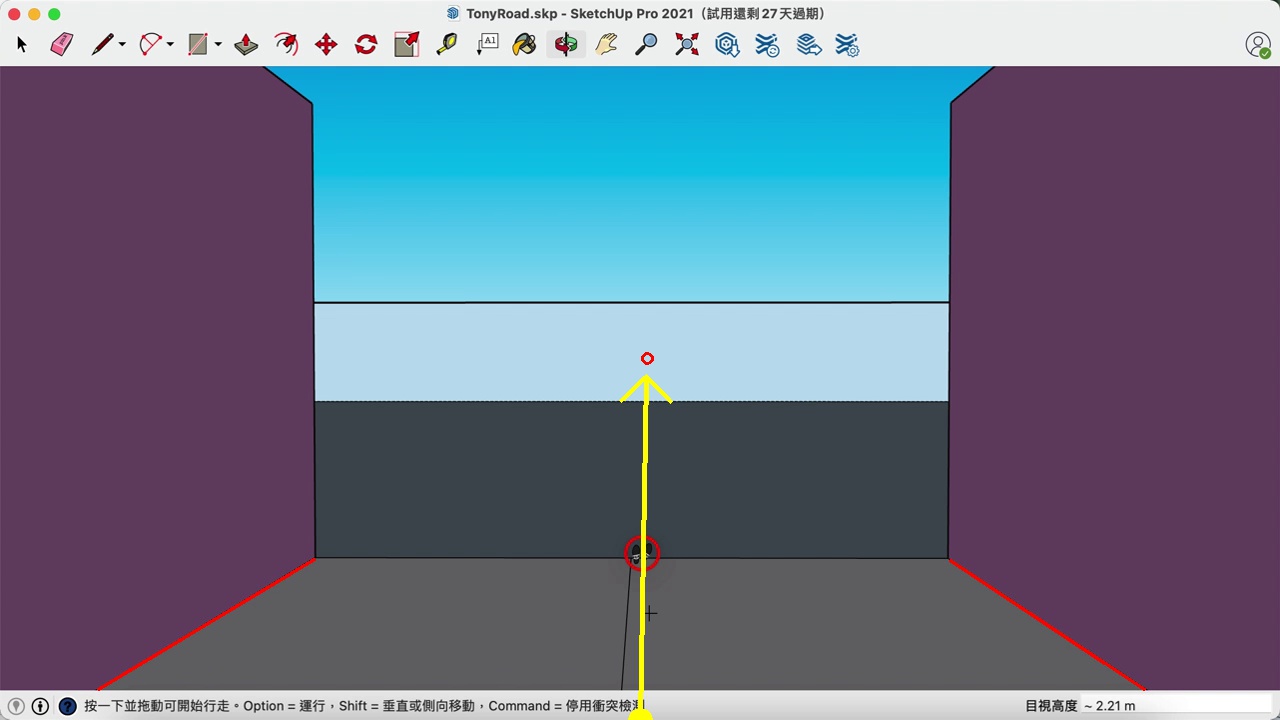 TonyRoad.skp - SketchUp Pro 2021（試用還剩 27 天過期）
A1
按一下並拖動可開始行走。Option = 運行，Shift = 垂直或側向移動，Command = 停用衝突檢測
目視高度 ~ 2.21 m